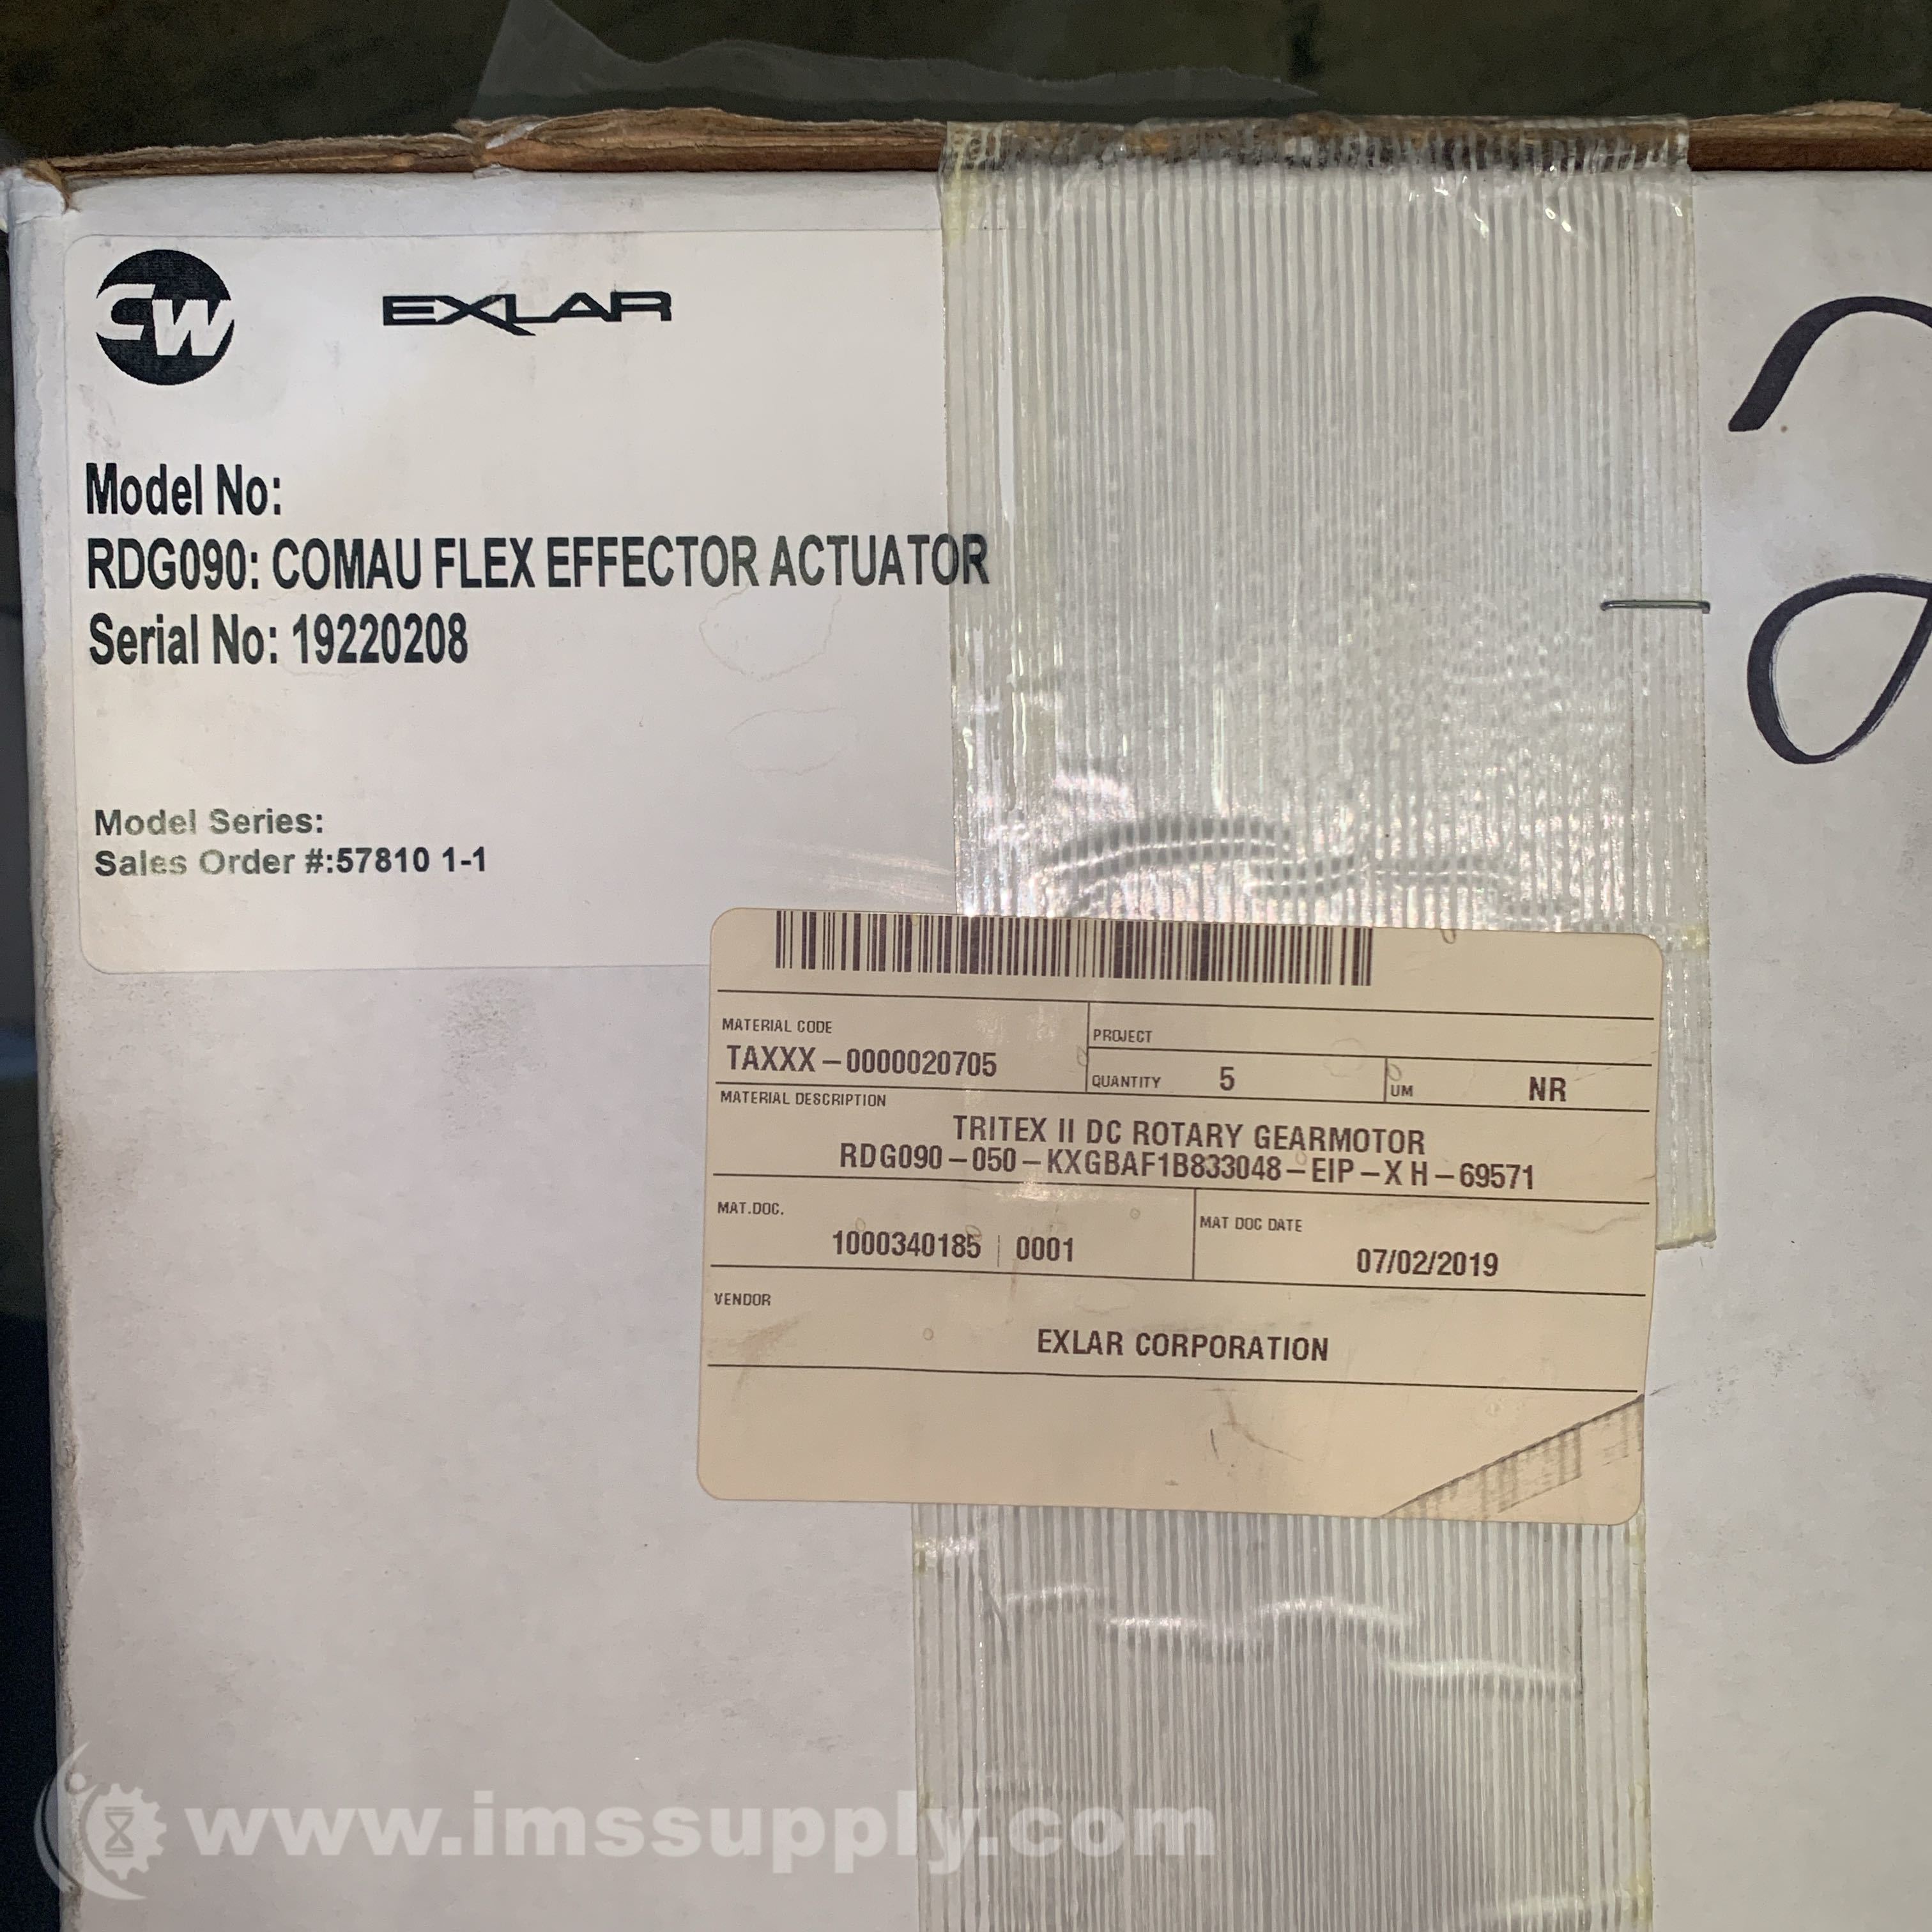 CW EXLAR
Model No:
RDG090: COMAU FLEX EFFECTOR ACTUATOR
Serial No: 19220208
Model Series:
Sales Order #:57810 1-1
MATERIAL CODE
TAXXX-0000020705
PROJECT
QUANTITY 5 UM NR
MATERIAL DESCRIPTION
TRITEX II DC ROTARY GEARMOTOR
RDG090-050-KXGBAF1B833048-EIP-X H-69571
MAT.DOC.
1000340185 0001
MAT DOC DATE
07/02/2019
VENDOR
EXLAR CORPORATION
www.imssupply.com